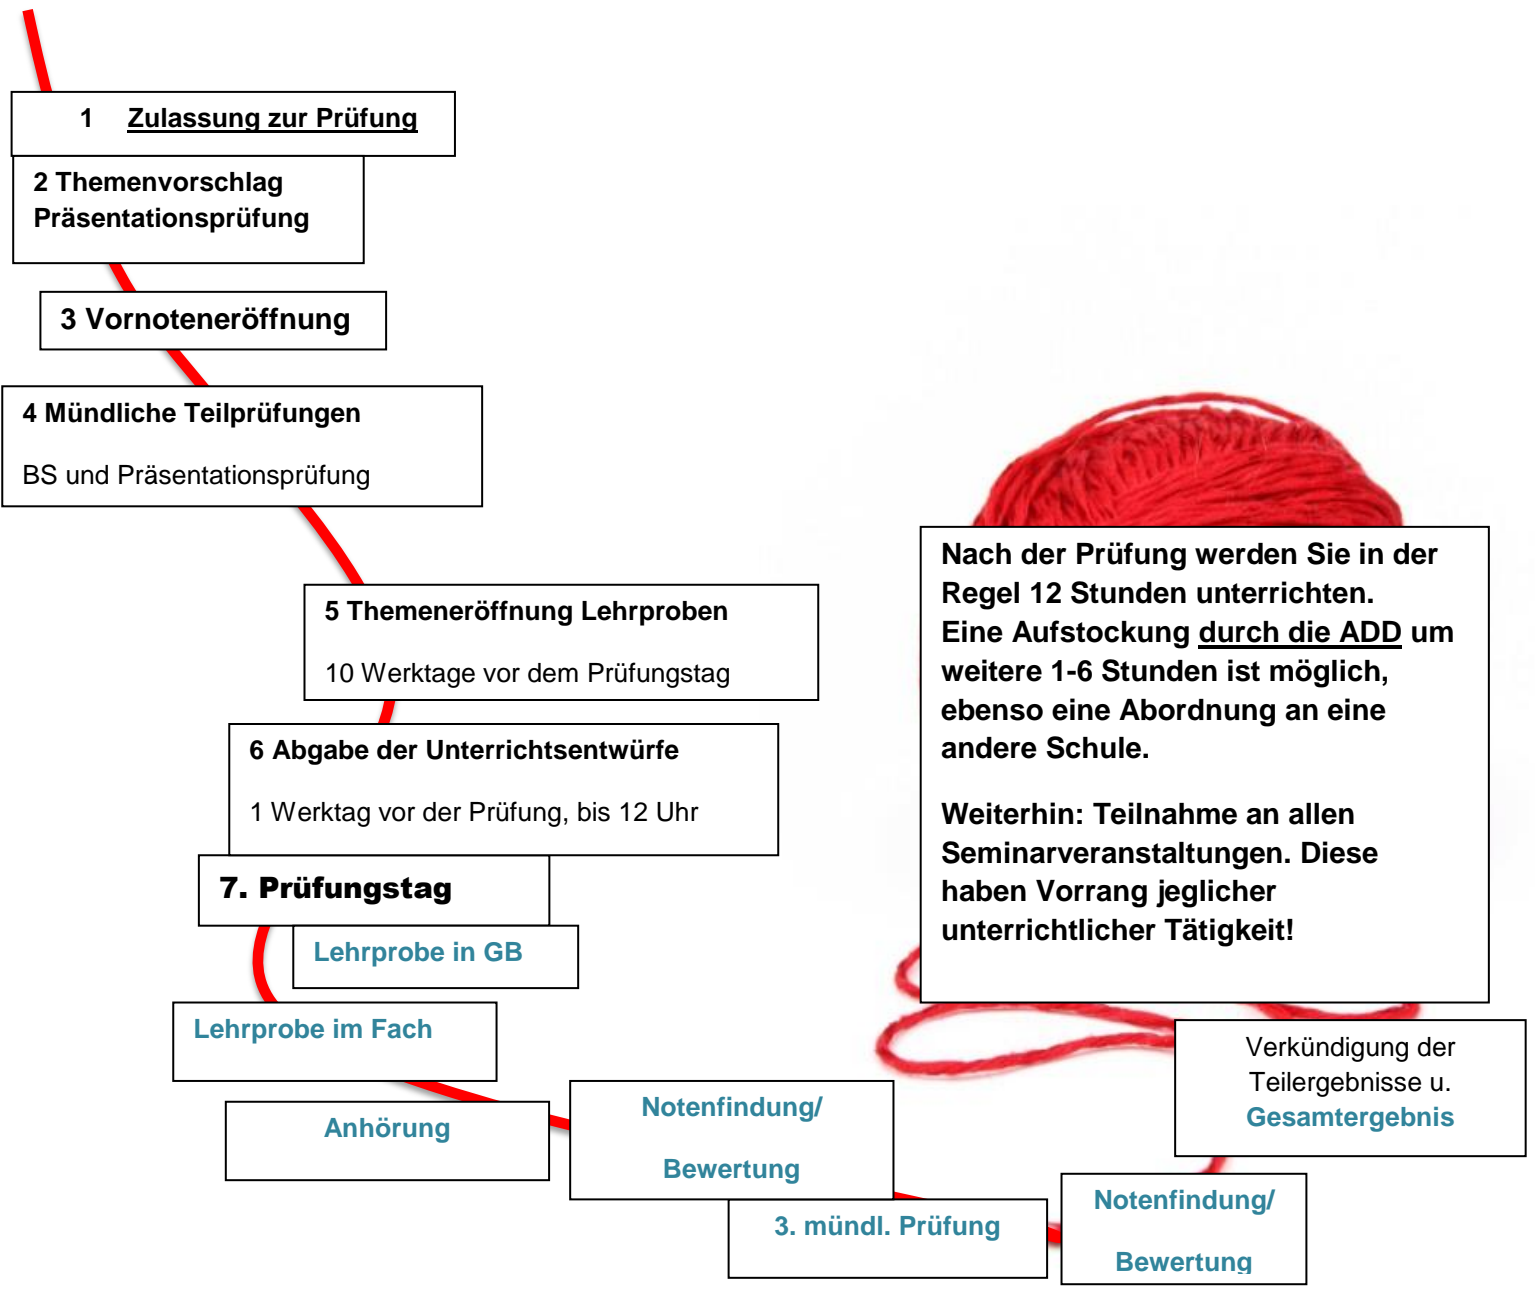 1 Zulassung zur Prüfung
2 Themenvorschlag
Präsentationsprüfung
3 Vornoteneröffnung
4 Mündliche Teilprüfungen
BS und Präsentationsprüfung
5 Themeneröffnung Lehrproben
10 Werktage vor dem Prüfungstag
6 Abgabe der Unterrichtsentwürfe
1 Werktag vor der Prüfung, bis 12 Uhr
7. Prüfungstag
Lehrprobe in GB
Lehrprobe im Fach
Anhörung
Notenfindung/
Bewertung
3. mündl. Prüfung
Notenfindung/
Bewertung
Verkündigung der
Teilergebnisse u.
Gesamtergebnis
Nach der Prüfung werden Sie in der
Regel 12 Stunden unterrichten.
Eine Aufstockung durch die ADD um
weitere 1-6 Stunden ist möglich,
ebenso eine Abordnung an eine
andere Schule.
Weiterhin: Teilnahme an allen
Seminarveranstaltungen. Diese
haben Vorrang jeglicher
unterrichtlicher Tätigkeit!